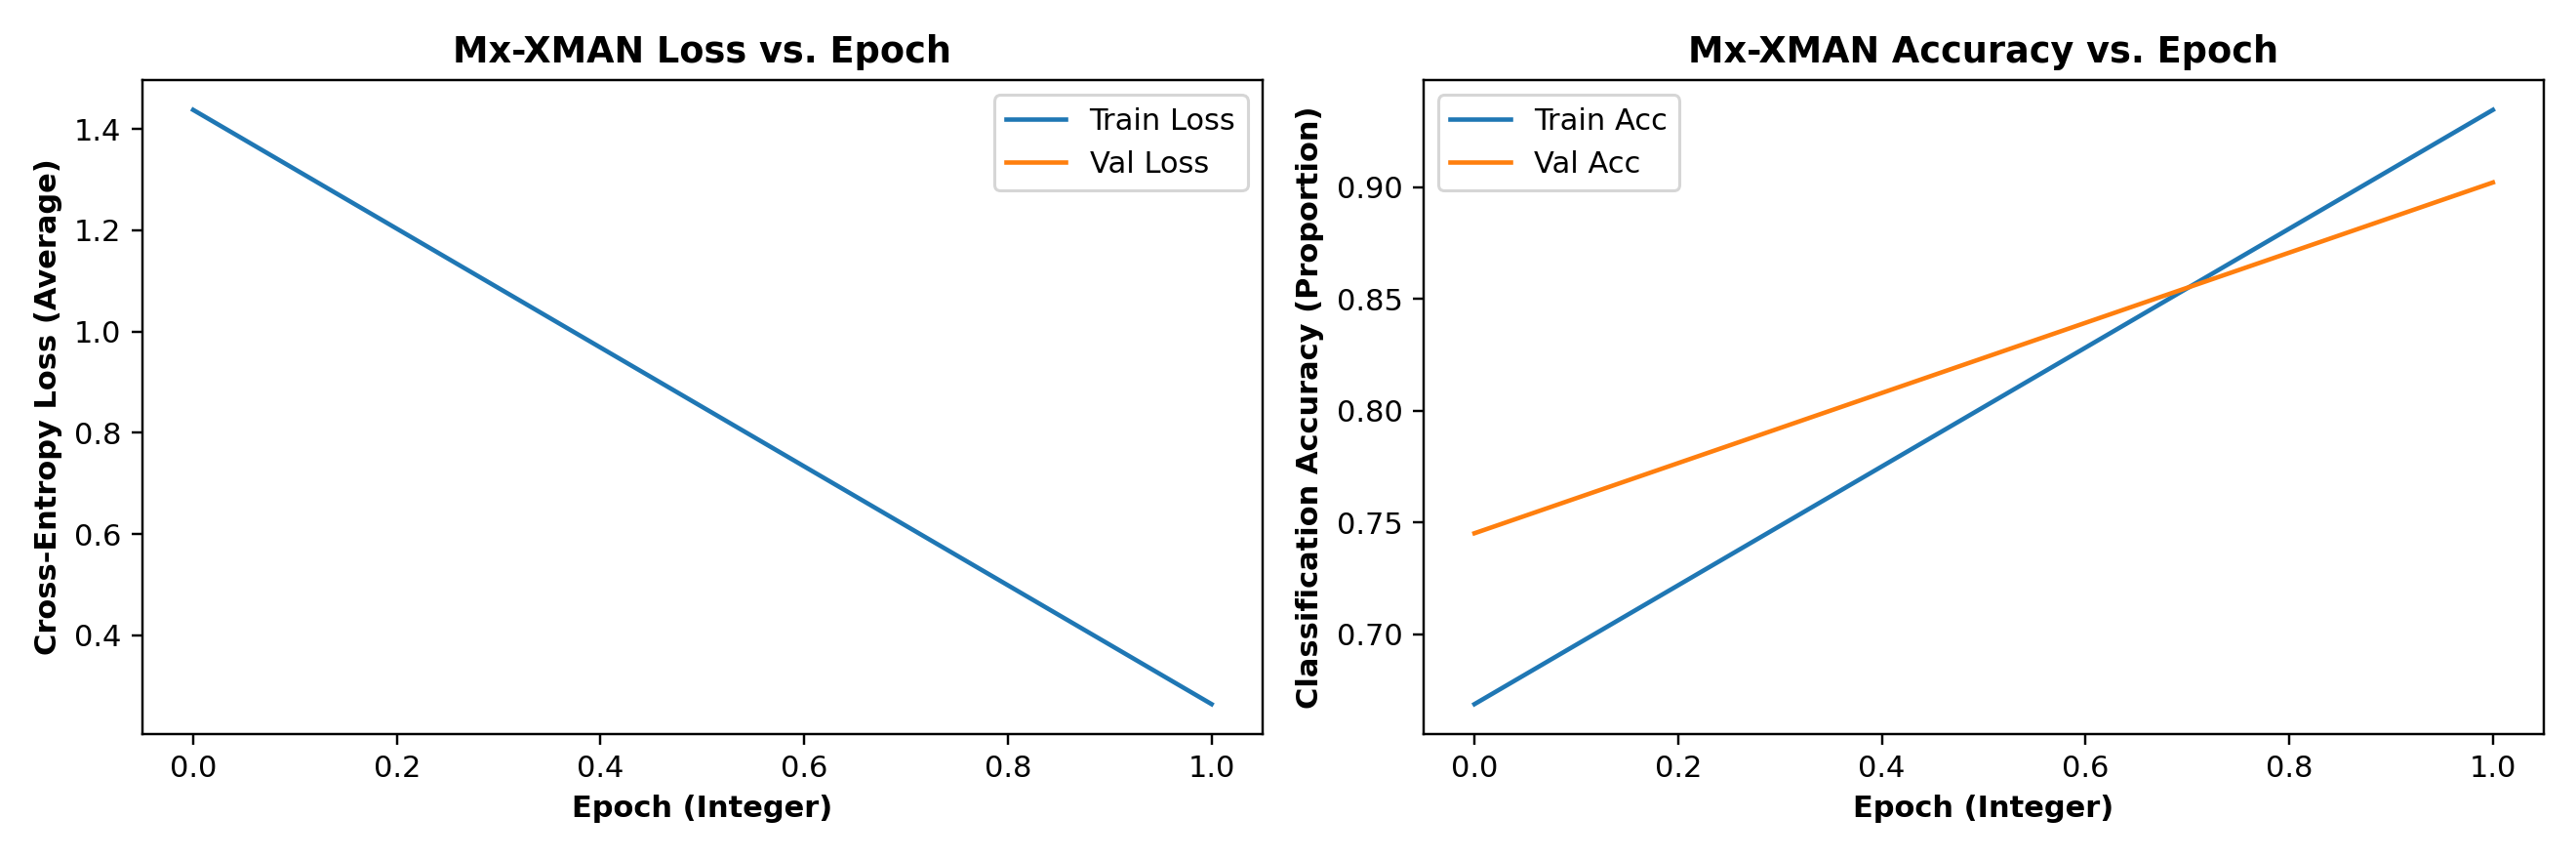 Mx-XMAN Loss vs. Epoch
Cross-Entropy Loss (Average)
1.4
1.2
1.0
0.8
0.6
0.4
Train Loss
Val Loss
0.0 0.2 0.4 0.6 0.8 1.0
Epoch (Integer)
Mx-XMAN Accuracy vs. Epoch
Classification Accuracy (Proportion)
0.90
0.85
0.80
0.75
0.70
Train Acc
Val Acc
0.0 0.2 0.4 0.6 0.8 1.0
Epoch (Integer)